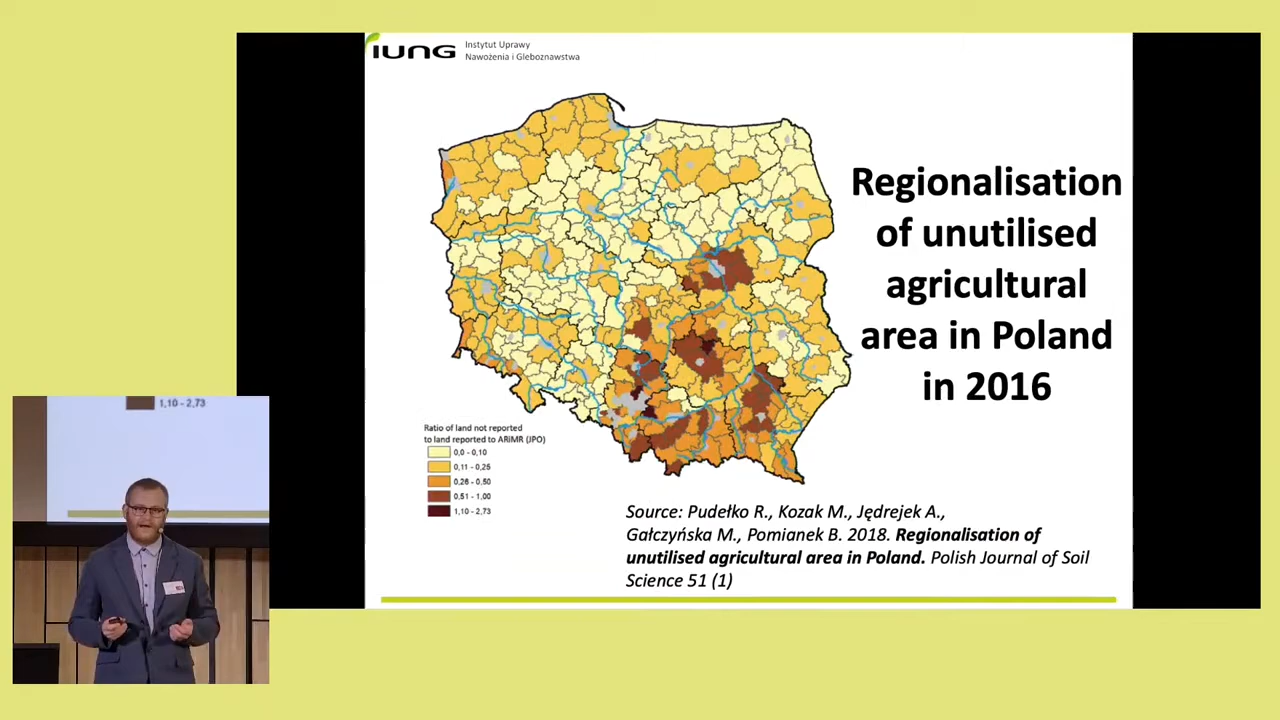 IUNG
Instytut Uprawy
Nawożenia i Gleboznawstwa
Regionalisation
of unutilised
agricultural
area in Poland
in 2016
Ratio of land not reported
to land reported to ARiMR (JPO)
0,0 - 0,10
0,11 - 0,25
0,26 - 0,50
0,51 - 1,00
1,10 - 2,73
Source: Pudełko R., Kozak M., Jędrejek A.,
Gałczyńska M., Pomianek B. 2018. Regionalisation of
unutilised agricultural area in Poland. Polish Journal of Soil
Science 51 (1)
1,10 - 2,73